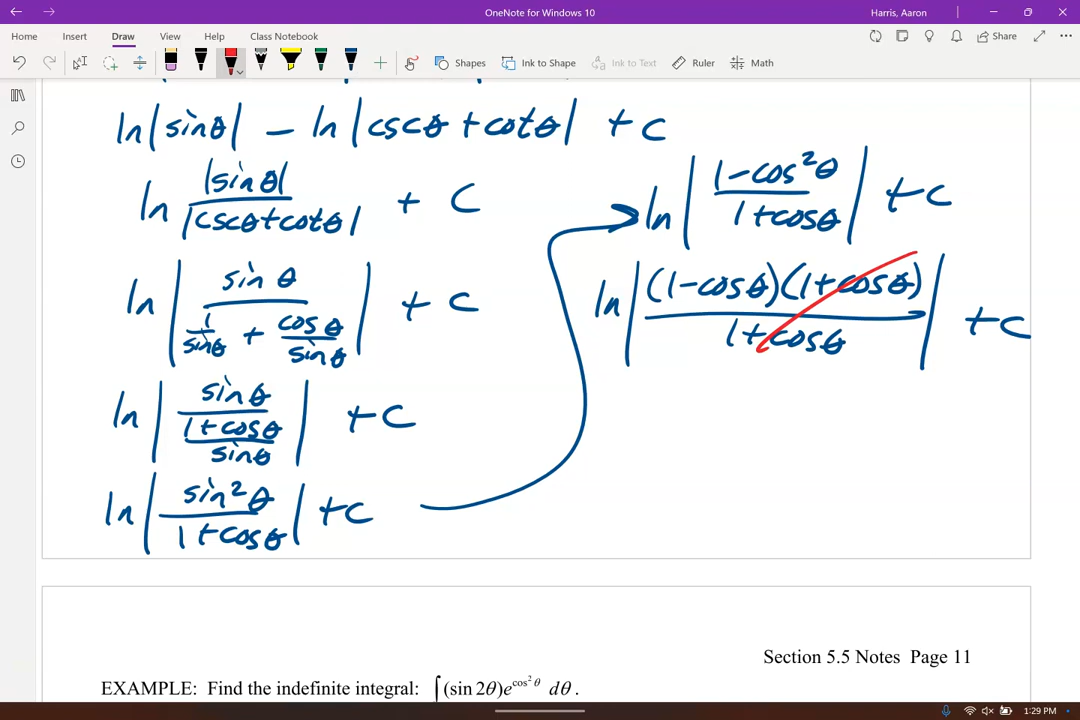 OneNote for Windows 10
Harris, Aaron
Home Insert Draw View Help Class Notebook
Share
Shapes Ink to Shape Ink to Text Ruler Math
ln|sinθ| − ln|cscθ + cotθ| + C
ln |sinθ| / |cscθ+cotθ| + C
ln | sinθ / (1/sinθ + cosθ/sinθ) | + C
ln | sinθ / ((1+cosθ)/sinθ) | + C
ln | sin²θ / (1+cosθ) | + C
ln | (1−cos²θ) / (1+cosθ) | + C
ln | (1−cosθ)(1+cosθ) / (1+cosθ) | + C
Section 5.5 Notes Page 11
EXAMPLE: Find the indefinite integral: ∫(sin 2θ)e^(cos² θ) dθ.
1:29 PM